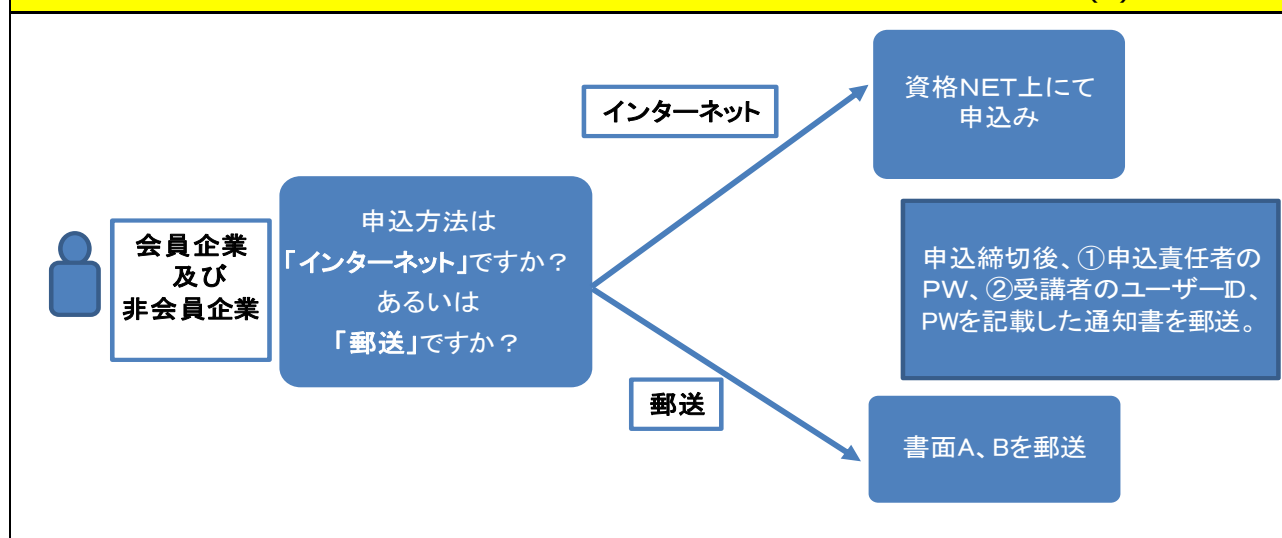 会員企業
及び
非会員企業
申込方法は
「インターネット」ですか？
あるいは
「郵送」ですか？
インターネット
郵送
資格NET上にて
申込み
申込締切後、①申込責任者の
PW、②受講者のユーザーID、
PWを記載した通知書を郵送。
書面A、Bを郵送